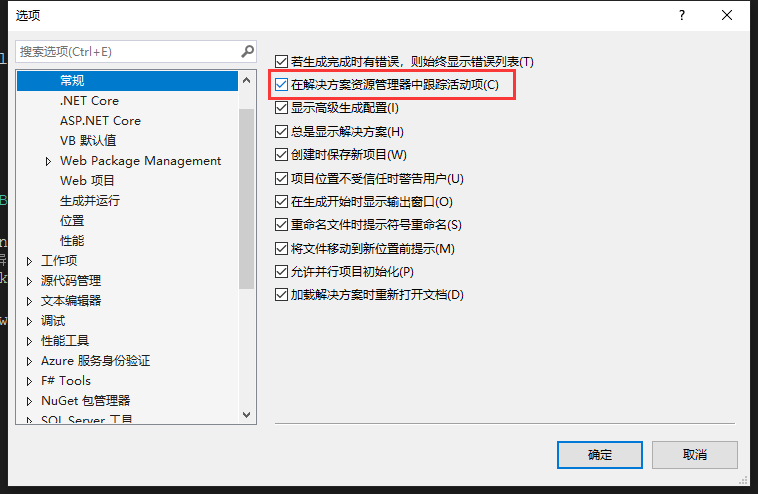 选项
?
搜索选项(Ctrl+E)
常规
.NET Core
ASP.NET Core
VB 默认值
Web Package Management
Web 项目
生成并运行
位置
性能
工作项
源代码管理
文本编辑器
调试
性能工具
Azure 服务身份验证
F# Tools
NuGet 包管理器
SQL Server 工具
若生成完成时有错误，则始终显示错误列表(T)
在解决方案资源管理器中跟踪活动项(C)
显示高级生成配置(I)
总是显示解决方案(H)
创建时保存新项目(W)
项目位置不受信任时警告用户(U)
在生成开始时显示输出窗口(O)
重命名文件时提示符号重命名(S)
将文件移动到新位置前提示(M)
允许并行项目初始化(P)
加载解决方案时重新打开文档(D)
确定
取消